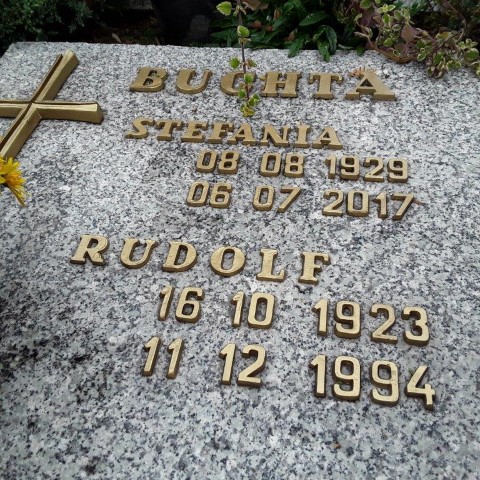 BUCHTA
STEFANIA
08 08 1929
06 07 2017
RUDOLF
16 10 1923
11 12 1994